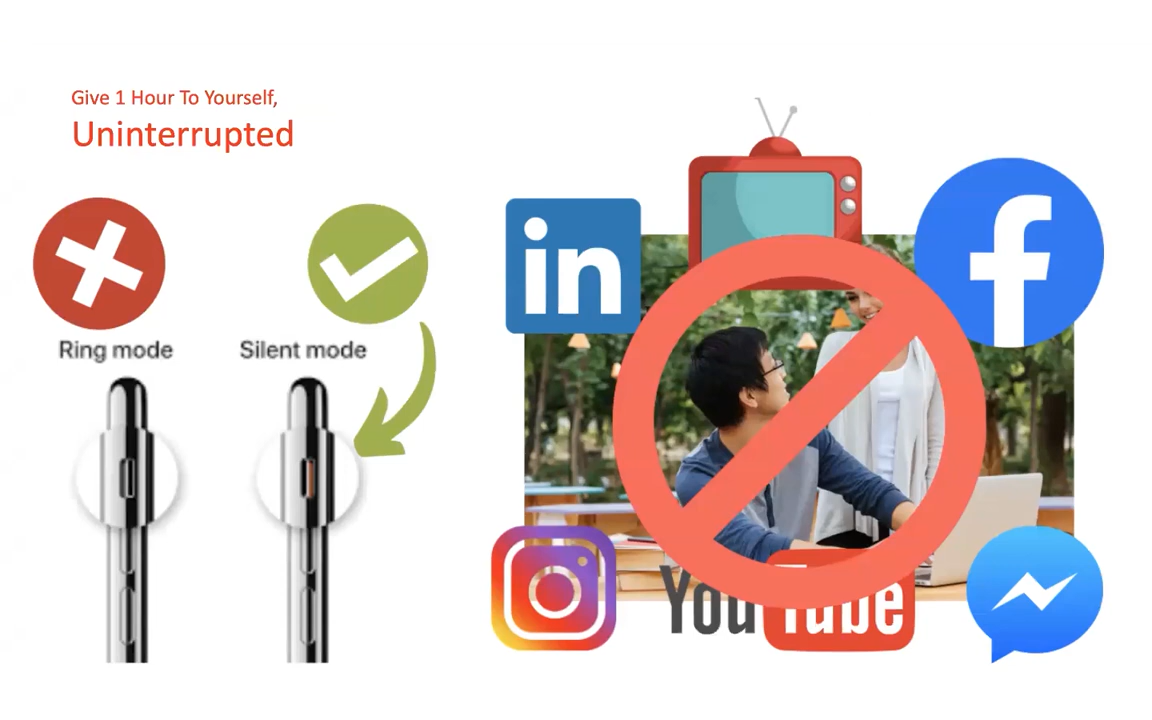 Give 1 Hour To Yourself,
Uninterrupted
Ring mode
Silent mode
in
f
YouTube